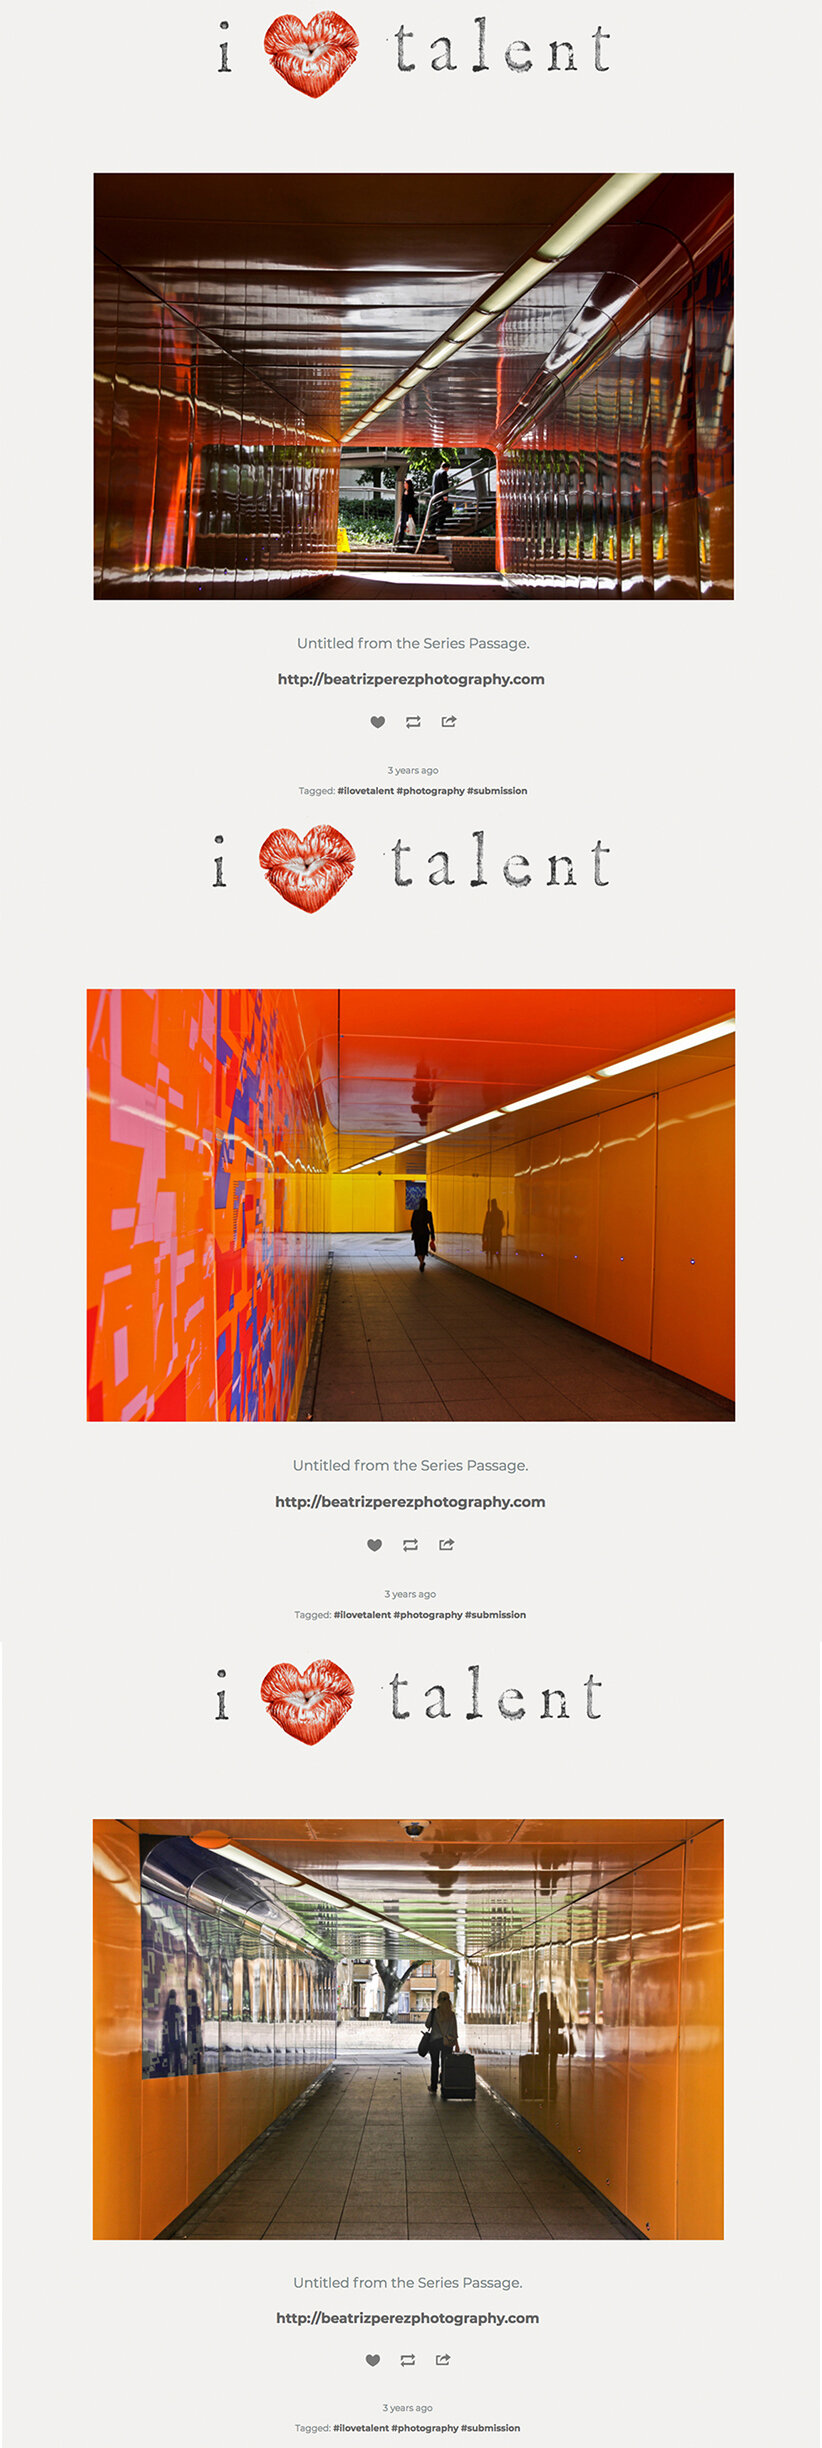 i talent
Untitled from the Series Passage.
http://beatrizperezphotography.com
3 years ago
Tagged: #ilovetalent #photography #submission
i talent
Untitled from the Series Passage.
http://beatrizperezphotography.com
3 years ago
Tagged: #ilovetalent #photography #submission
i talent
Untitled from the Series Passage.
http://beatrizperezphotography.com
3 years ago
Tagged: #ilovetalent #photography #submission